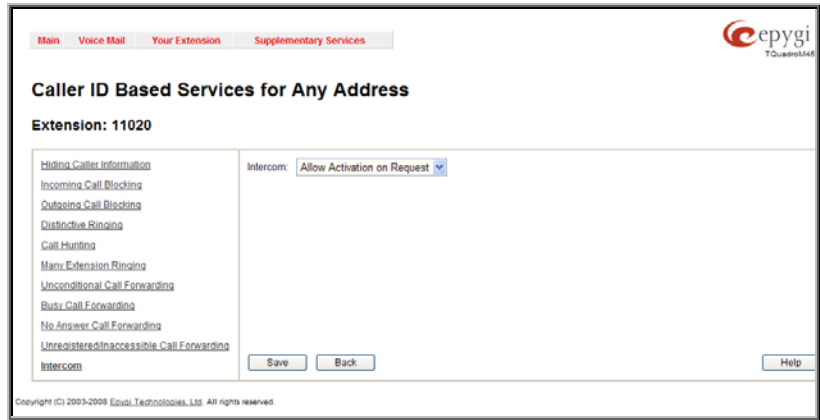 Main Voice Mail Your Extension Supplementary Services
epygi
TQuadroM46
Caller ID Based Services for Any Address
Extension: 11020
Hiding Caller Information
Incoming Call Blocking
Outgoing Call Blocking
Distinctive Ringing
Call Hunting
Many Extension Ringing
Unconditional Call Forwarding
Busy Call Forwarding
No Answer Call Forwarding
Unregistered/Inaccessible Call Forwarding
Intercom
Intercom: Allow Activation on Request
Save Back Help
Copyright (C) 2003-2008 Epygi Technologies, Ltd. All rights reserved.